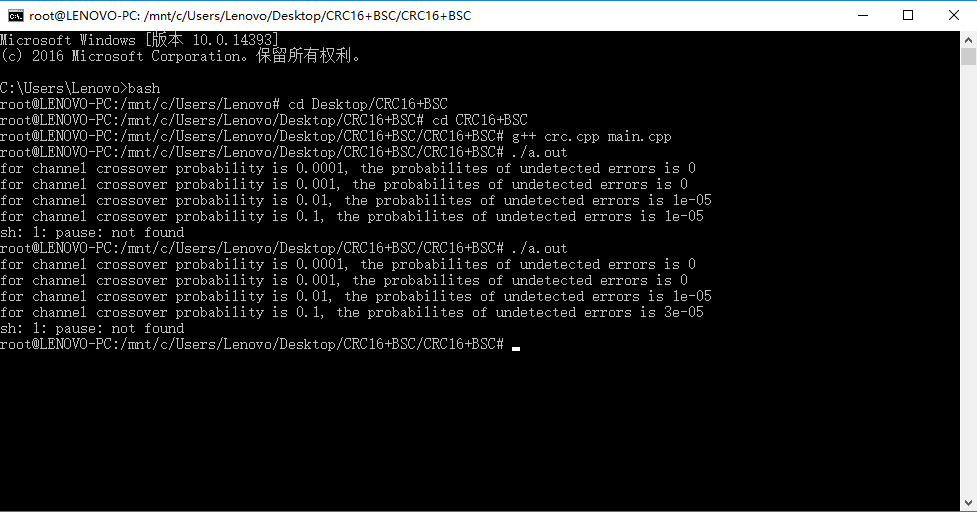 root@LENOVO-PC: /mnt/c/Users/Lenovo/Desktop/CRC16+BSC/CRC16+BSC
Microsoft Windows [版本 10.0.14393]
(c) 2016 Microsoft Corporation。保留所有权利。
C:\Users\Lenovo>bash
root@LENOVO-PC:/mnt/c/Users/Lenovo# cd Desktop/CRC16+BSC
root@LENOVO-PC:/mnt/c/Users/Lenovo/Desktop/CRC16+BSC# cd CRC16+BSC
root@LENOVO-PC:/mnt/c/Users/Lenovo/Desktop/CRC16+BSC/CRC16+BSC# g++ crc.cpp main.cpp
root@LENOVO-PC:/mnt/c/Users/Lenovo/Desktop/CRC16+BSC/CRC16+BSC# ./a.out
for channel crossover probability is 0.0001, the probabilites of undetected errors is 0
for channel crossover probability is 0.001, the probabilites of undetected errors is 0
for channel crossover probability is 0.01, the probabilites of undetected errors is 1e-05
for channel crossover probability is 0.1, the probabilites of undetected errors is 1e-05
sh: 1: pause: not found
root@LENOVO-PC:/mnt/c/Users/Lenovo/Desktop/CRC16+BSC/CRC16+BSC# ./a.out
for channel crossover probability is 0.0001, the probabilites of undetected errors is 0
for channel crossover probability is 0.001, the probabilites of undetected errors is 0
for channel crossover probability is 0.01, the probabilites of undetected errors is 1e-05
for channel crossover probability is 0.1, the probabilites of undetected errors is 3e-05
sh: 1: pause: not found
root@LENOVO-PC:/mnt/c/Users/Lenovo/Desktop/CRC16+BSC/CRC16+BSC#